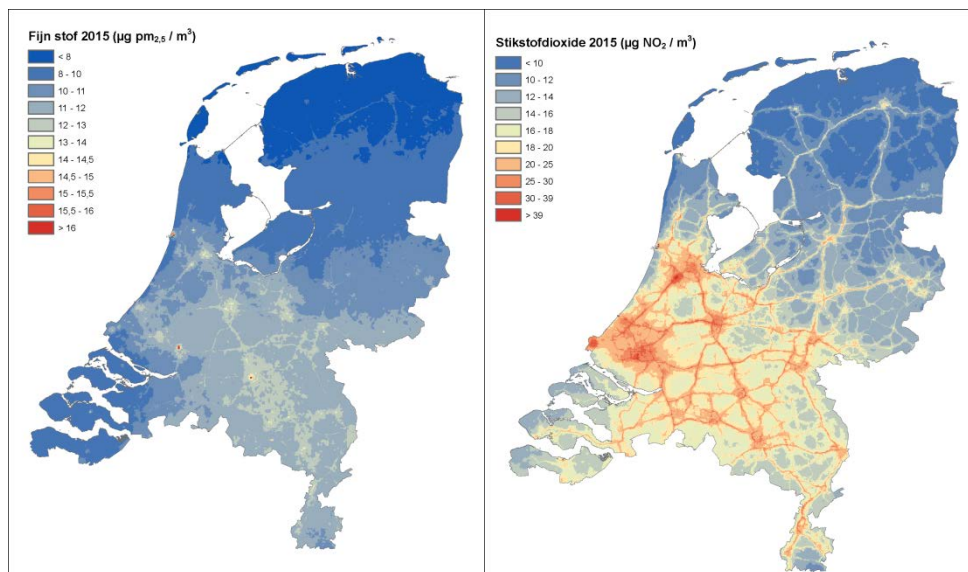 Fijn stof 2015 (µg pm2,5 / m³)
< 8
8 - 10
10 - 11
11 - 12
12 - 13
13 - 14
14 - 14,5
14,5 - 15
15 - 15,5
15,5 - 16
> 16
Stikstofdioxide 2015 (µg NO₂ / m³)
< 10
10 - 12
12 - 14
14 - 16
16 - 18
18 - 20
20 - 25
25 - 30
30 - 39
> 39